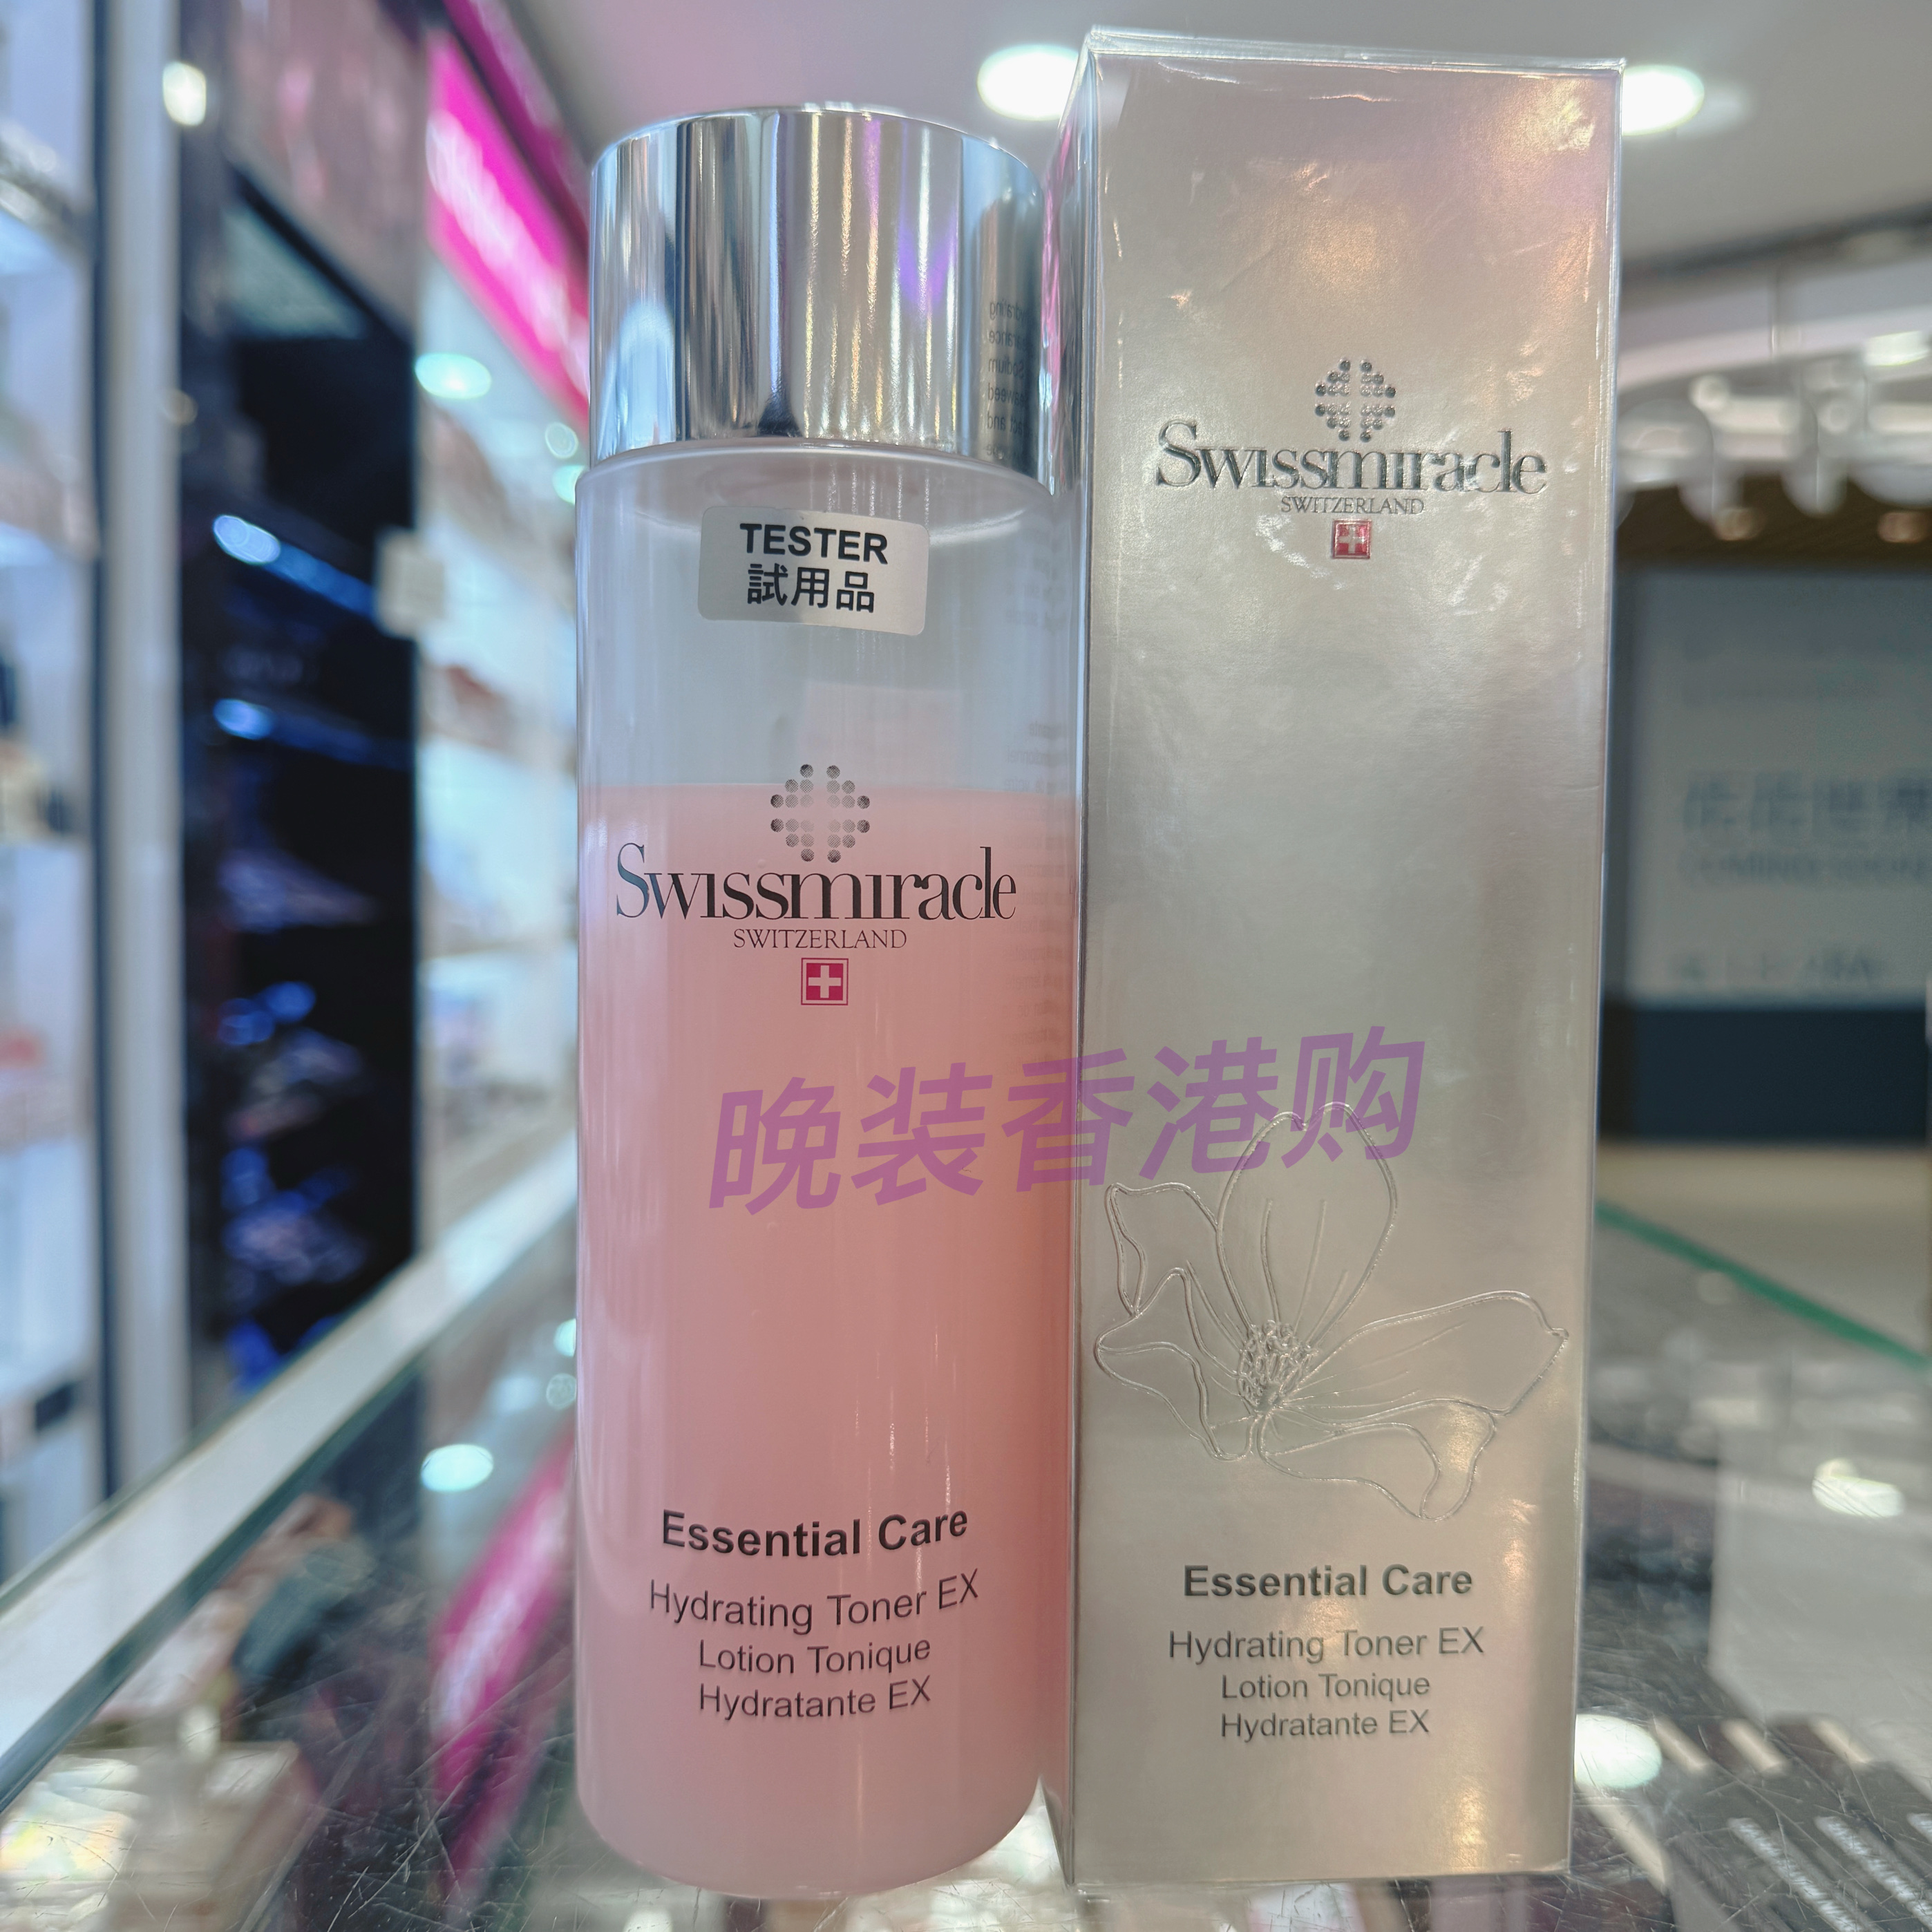 TESTER
試用品
Swissmiracle
SWITZERLAND
Essential Care
Hydrating Toner EX
Lotion Tonique
Hydratante EX
Swissmiracle
SWITZERLAND
Essential Care
Hydrating Toner EX
Lotion Tonique
Hydratante EX
晚装香港购